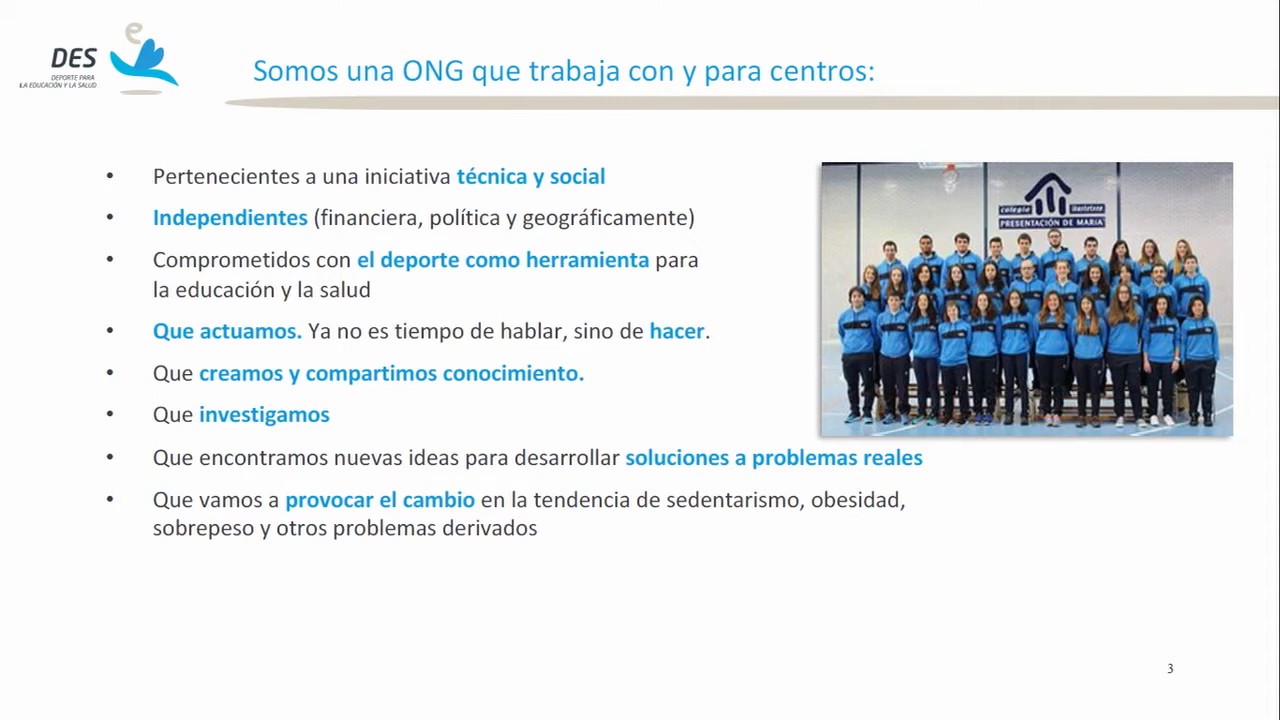 e
DES
DEPORTE PARA
LA EDUCACIÓN Y LA SALUD
Somos una ONG que trabaja con y para centros:
• Pertenecientes a una iniciativa técnica y social
• Independientes (financiera, política y geográficamente)
• Comprometidos con el deporte como herramienta para
la educación y la salud
• Que actuamos. Ya no es tiempo de hablar, sino de hacer.
• Que creamos y compartimos conocimiento.
• Que investigamos
• Que encontramos nuevas ideas para desarrollar soluciones a problemas reales
• Que vamos a provocar el cambio en la tendencia de sedentarismo, obesidad,
sobrepeso y otros problemas derivados
colegio
PRESENTACIÓN DE MARIA
3